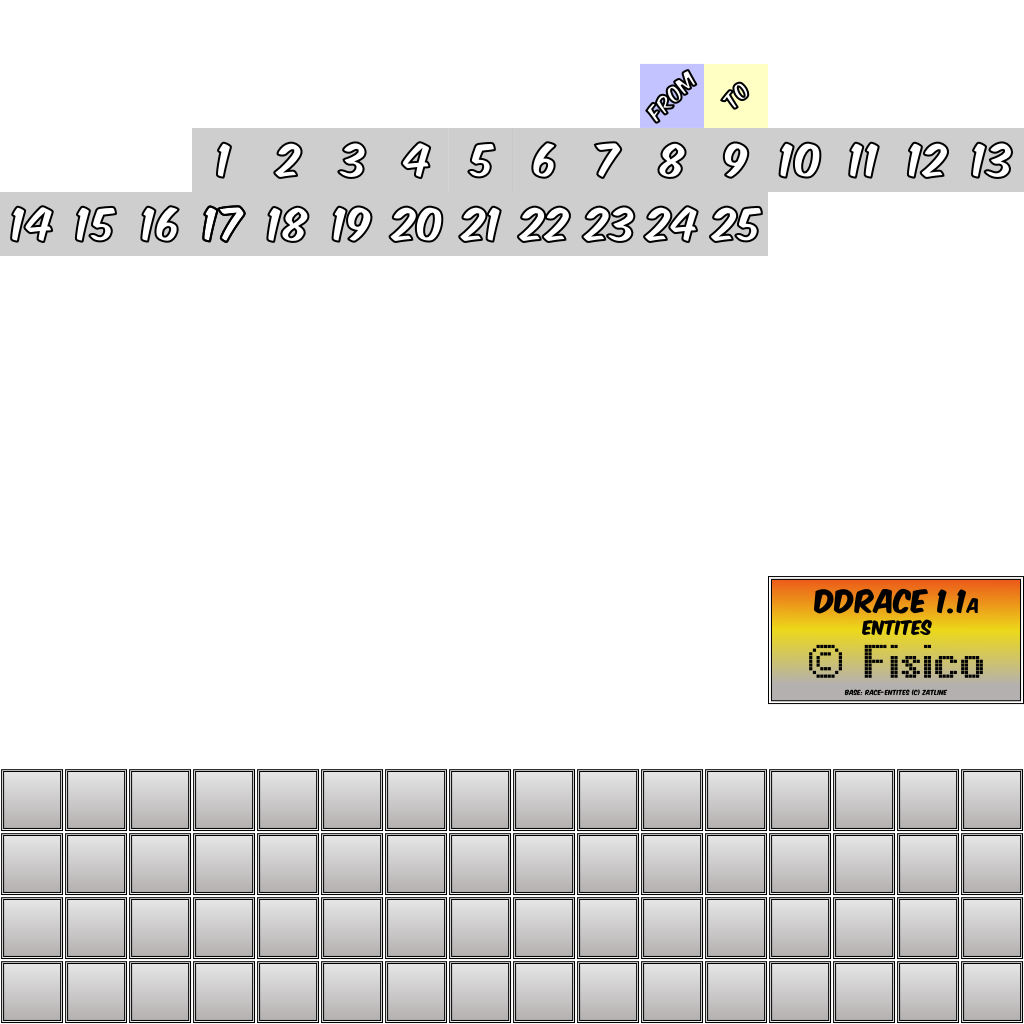 FROM TO
1 2 3 4 5 6 7 8 9 10 11 12 13
14 15 16 17 18 19 20 21 22 23 24 25
DDRACE 1.1A
ENTITES
© Fisico
BASE: RACE-ENTITES (C) ZATLINE